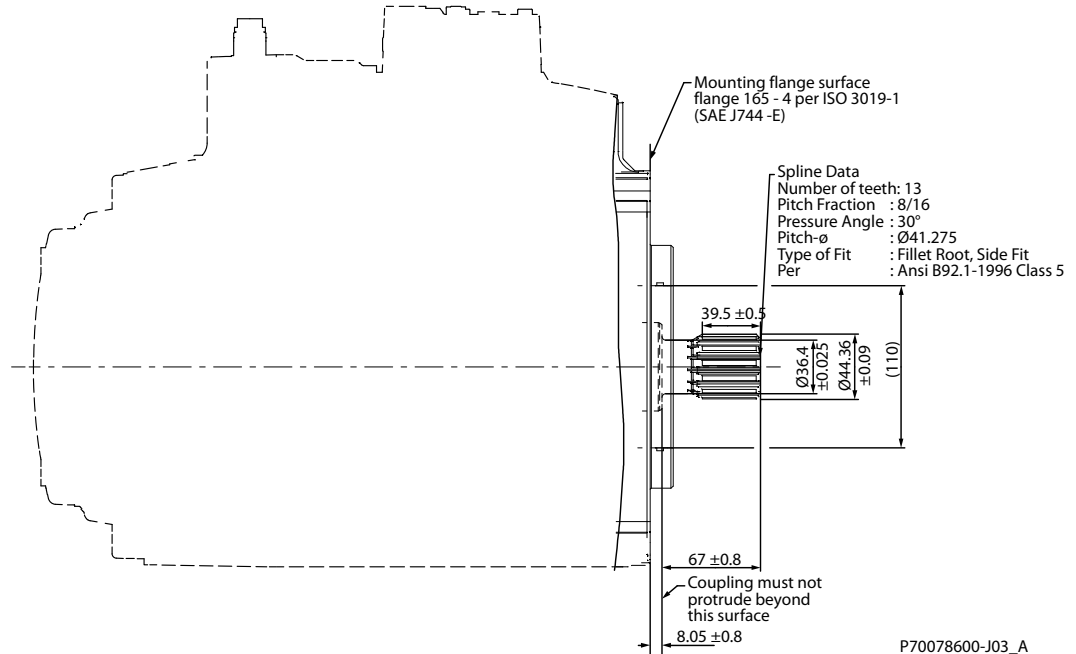 Mounting flange surface
flange 165 - 4 per ISO 3019-1
(SAE J744 -E)
Spline Data
Number of teeth: 13
Pitch Fraction : 8/16
Pressure Angle : 30°
Pitch-ø : Ø41.275
Type of Fit : Fillet Root, Side Fit
Per : Ansi B92.1-1996 Class 5
39.5 ±0.5
Ø36.4
±0.025
Ø44.36
±0.09
(110)
67 ±0.8
Coupling must not
protrude beyond
this surface
8.05 ±0.8
P70078600-J03_A